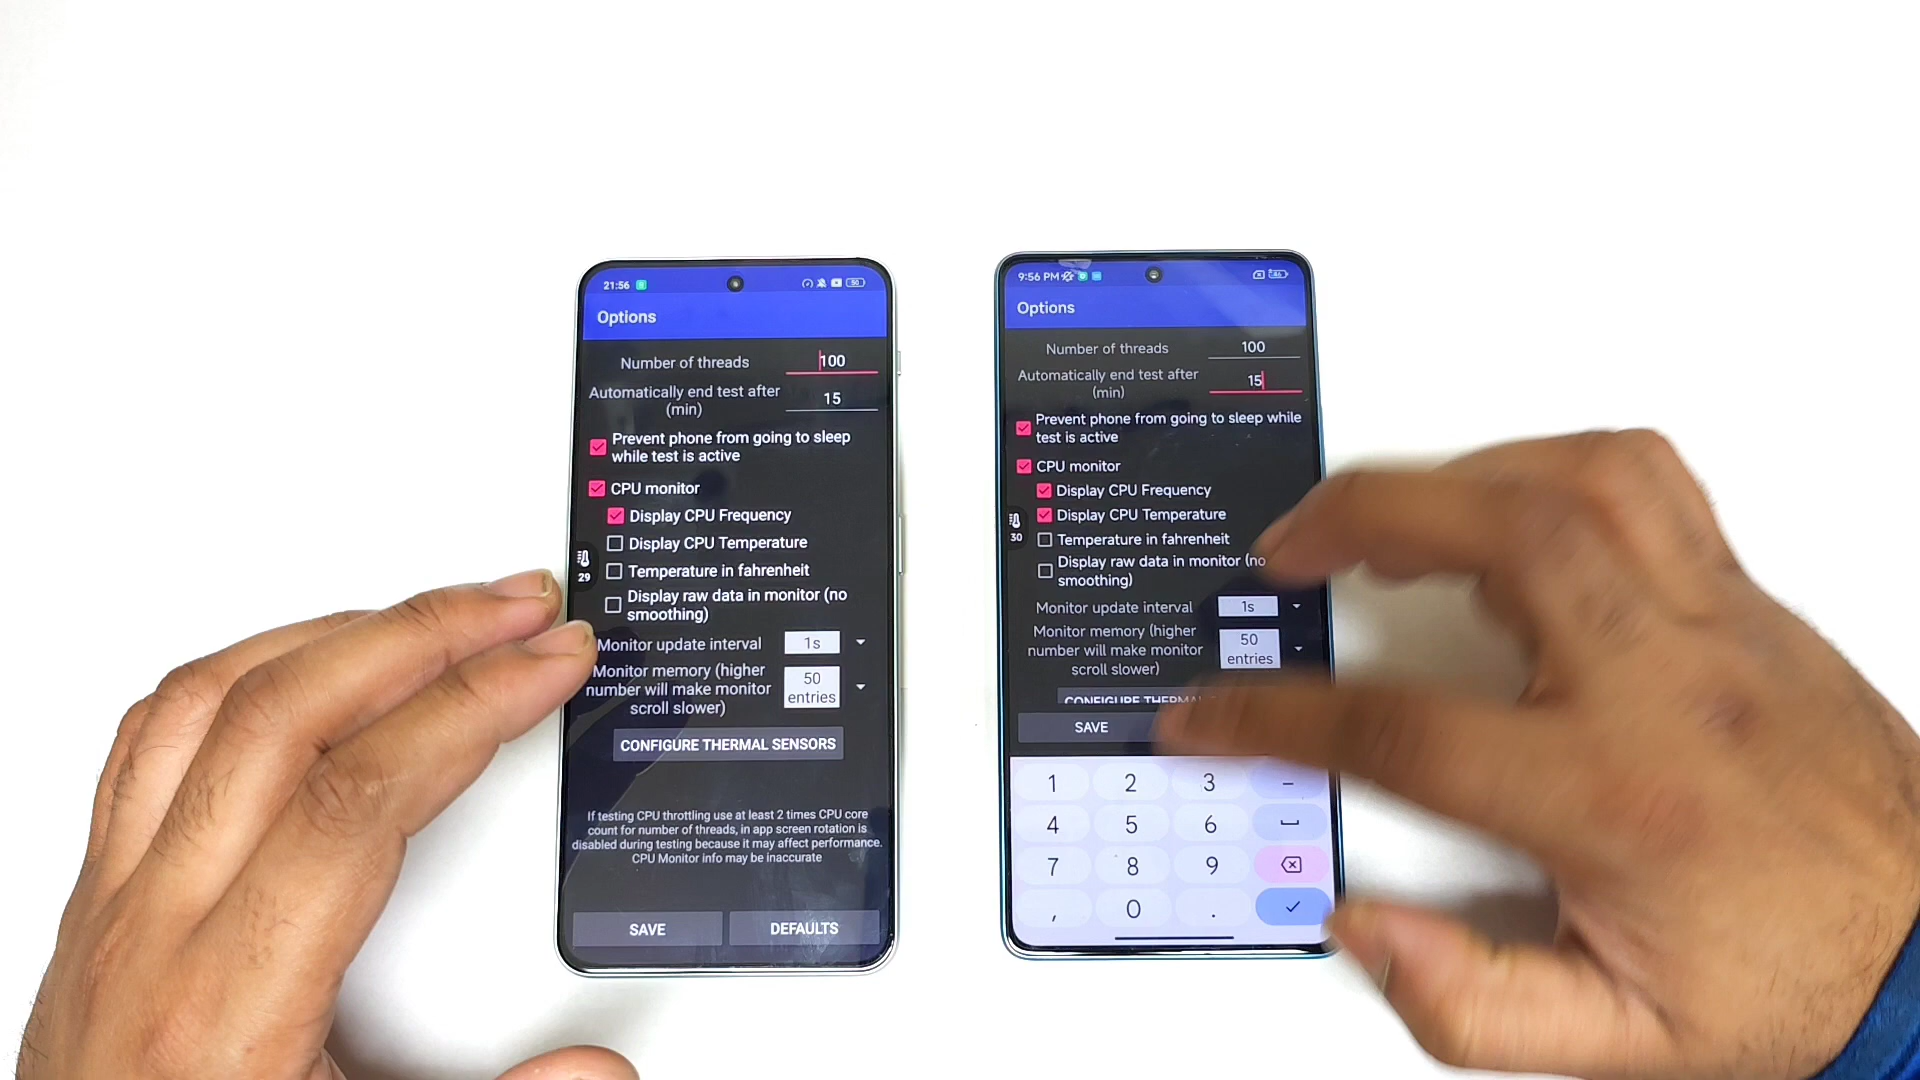 21:56
50
Options
Number of threads
100
Automatically end test after
(min)
15
Prevent phone from going to sleep
while test is active
CPU monitor
Display CPU Frequency
Display CPU Temperature
Temperature in fahrenheit
Display raw data in monitor (no
smoothing)
29
Monitor update interval
1s
Monitor memory (higher
number will make monitor
scroll slower)
50
entries
CONFIGURE THERMAL SENSORS
If testing CPU throttling use at least 2 times CPU core
count for number of threads, in app screen rotation is
disabled during testing because it may affect performance.
CPU Monitor info may be inaccurate
SAVE
DEFAULTS
9:56 PM
Options
Number of threads
100
Automatically end test after
(min)
15
Prevent phone from going to sleep while
test is active
CPU monitor
Display CPU Frequency
Display CPU Temperature
Temperature in fahrenheit
Display raw data in monitor (no
smoothing)
30
Monitor update interval
1s
Monitor memory (higher
number will make monitor
scroll slower)
50
entries
CONFIGURE THERMAL
SAVE
1 2 3 –
4 5 6
7 8 9
, 0 .